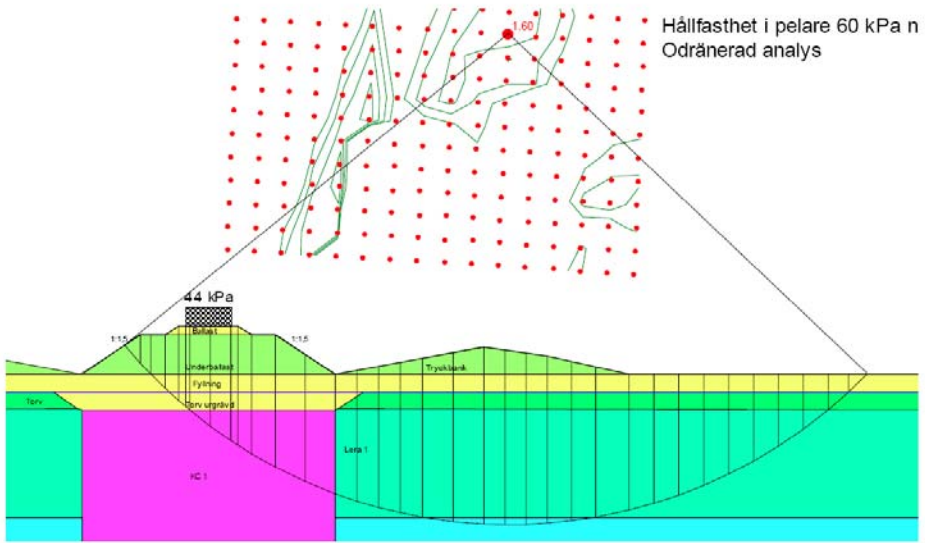 Hållfasthet i pelare 60 kPa n
Odränerad analys
1.60
44 kPa
Ballast
1:1,5
1:1,5
Underballast
Tryckbank
Fyllning
Torv
Torv urgrävd
Lera 1
KC 1